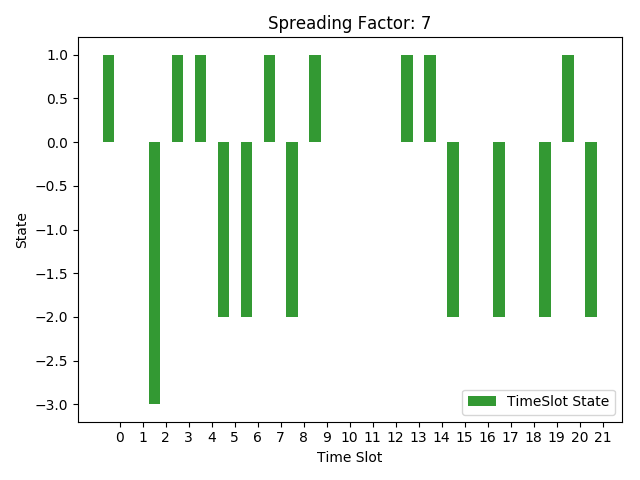 Spreading Factor: 7
1.0
0.5
0.0
−0.5
−1.0
−1.5
−2.0
−2.5
−3.0
State
TimeSlot State
0 1 2 3 4 5 6 7 8 9 10 11 12 13 14 15 16 17 18 19 20 21
Time Slot